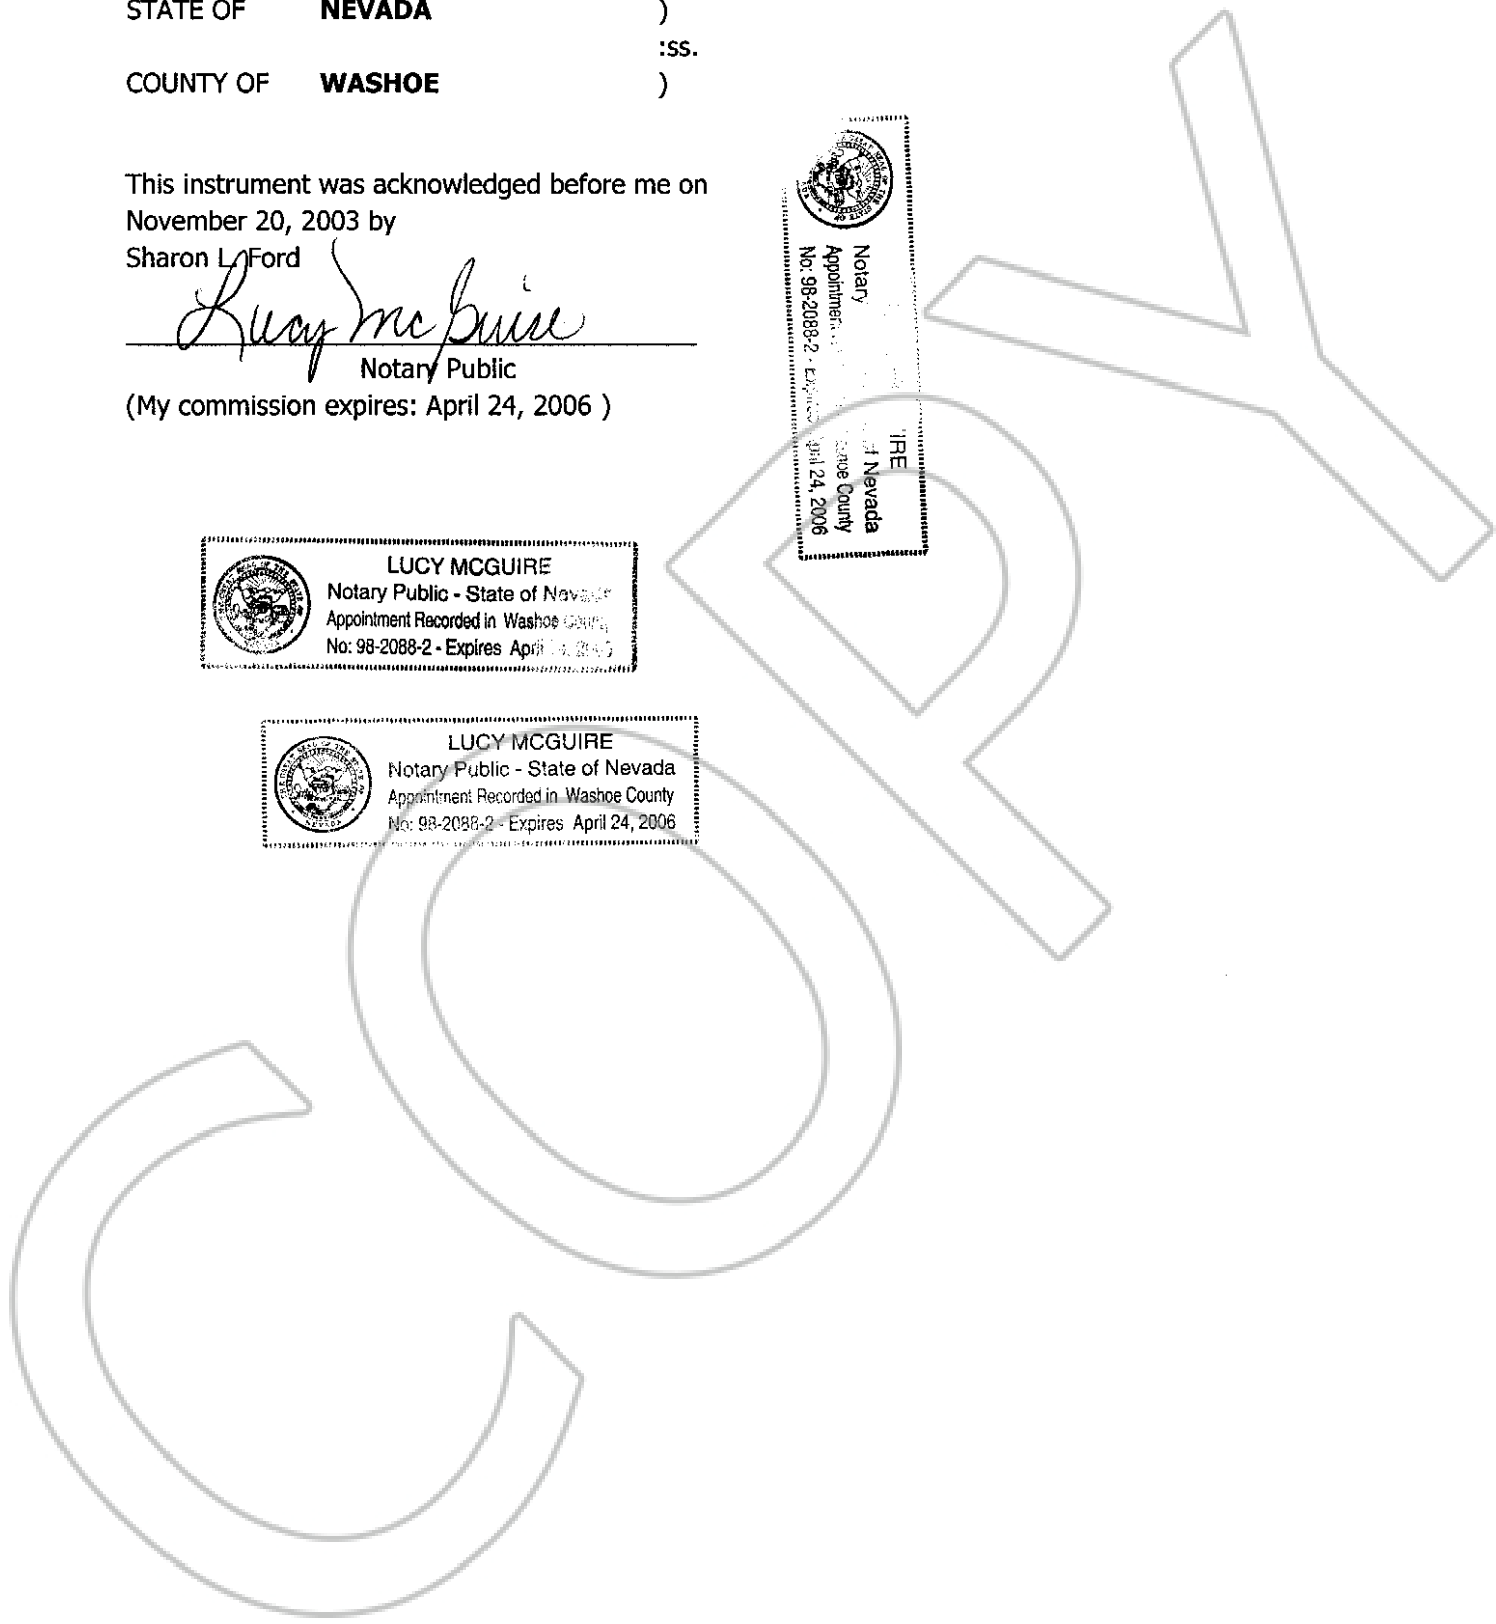 STATE OF NEVADA )
:ss.
COUNTY OF WASHOE )
This instrument was acknowledged before me on
November 20, 2003 by
Sharon L. Ford
Lucy McGuire
Notary Public
(My commission expires: April 24, 2006 )
IRE
Notary of Nevada
County
No: 98-2088-2 - April 24, 2006
LUCY MCGUIRE
Notary Public - State of Nevada
Appointment Recorded in Washoe County
No: 98-2088-2 - Expires April
LUCY MCGUIRE
Notary Public - State of Nevada
Appointment Recorded in Washoe County
No: 98-2088-2 - Expires April 24, 2006
COPY